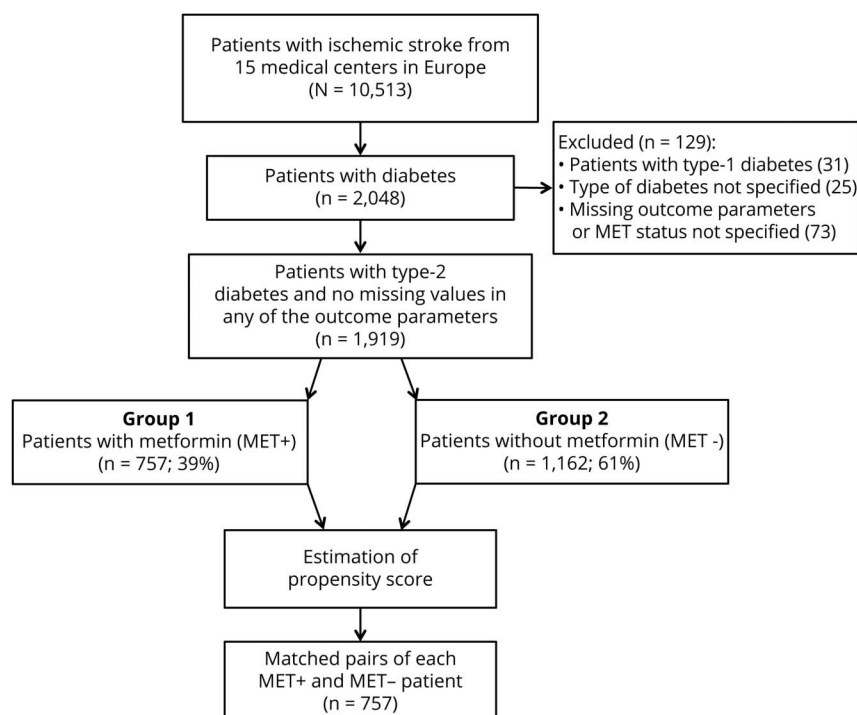 Patients with ischemic stroke from
15 medical centers in Europe
(N = 10,513)
Patients with diabetes
(n = 2,048)
Excluded (n = 129):
• Patients with type-1 diabetes (31)
• Type of diabetes not specified (25)
• Missing outcome parameters
or MET status not specified (73)
Patients with type-2
diabetes and no missing values in
any of the outcome parameters
(n = 1,919)
Group 1
Patients with metformin (MET+)
(n = 757; 39%)
Group 2
Patients without metformin (MET -)
(n = 1,162; 61%)
Estimation of
propensity score
Matched pairs of each
MET+ and MET– patient
(n = 757)